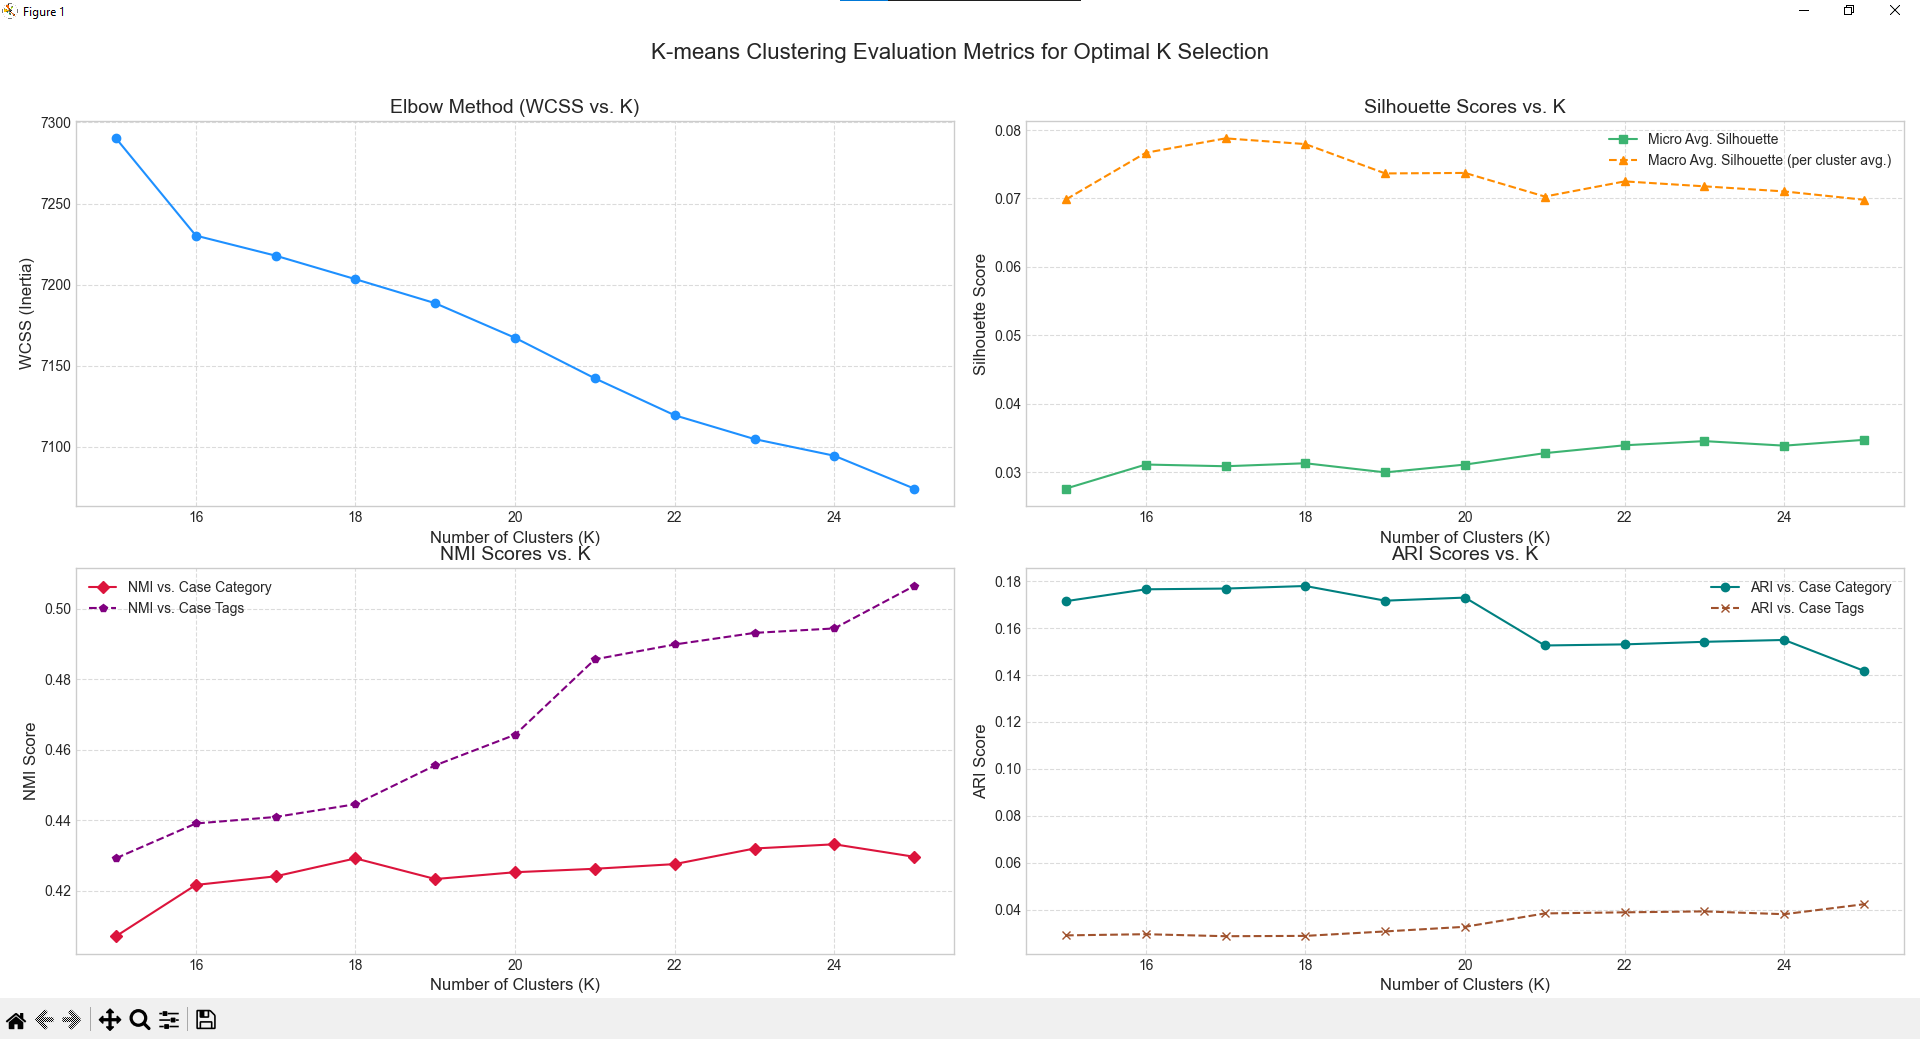 Figure 1
K-means Clustering Evaluation Metrics for Optimal K Selection
Elbow Method (WCSS vs. K)
7300
7250
7200
7150
7100
WCSS (Inertia)
16 18 20 22 24
Number of Clusters (K)
Silhouette Scores vs. K
Micro Avg. Silhouette
Macro Avg. Silhouette (per cluster avg.)
0.08
0.07
0.06
0.05
0.04
0.03
Silhouette Score
16 18 20 22 24
Number of Clusters (K)
NMI Scores vs. K
NMI vs. Case Category
NMI vs. Case Tags
0.50
0.48
0.46
0.44
0.42
NMI Score
16 18 20 22 24
Number of Clusters (K)
ARI Scores vs. K
ARI vs. Case Category
ARI vs. Case Tags
0.18
0.16
0.14
0.12
0.10
0.08
0.06
0.04
ARI Score
16 18 20 22 24
Number of Clusters (K)